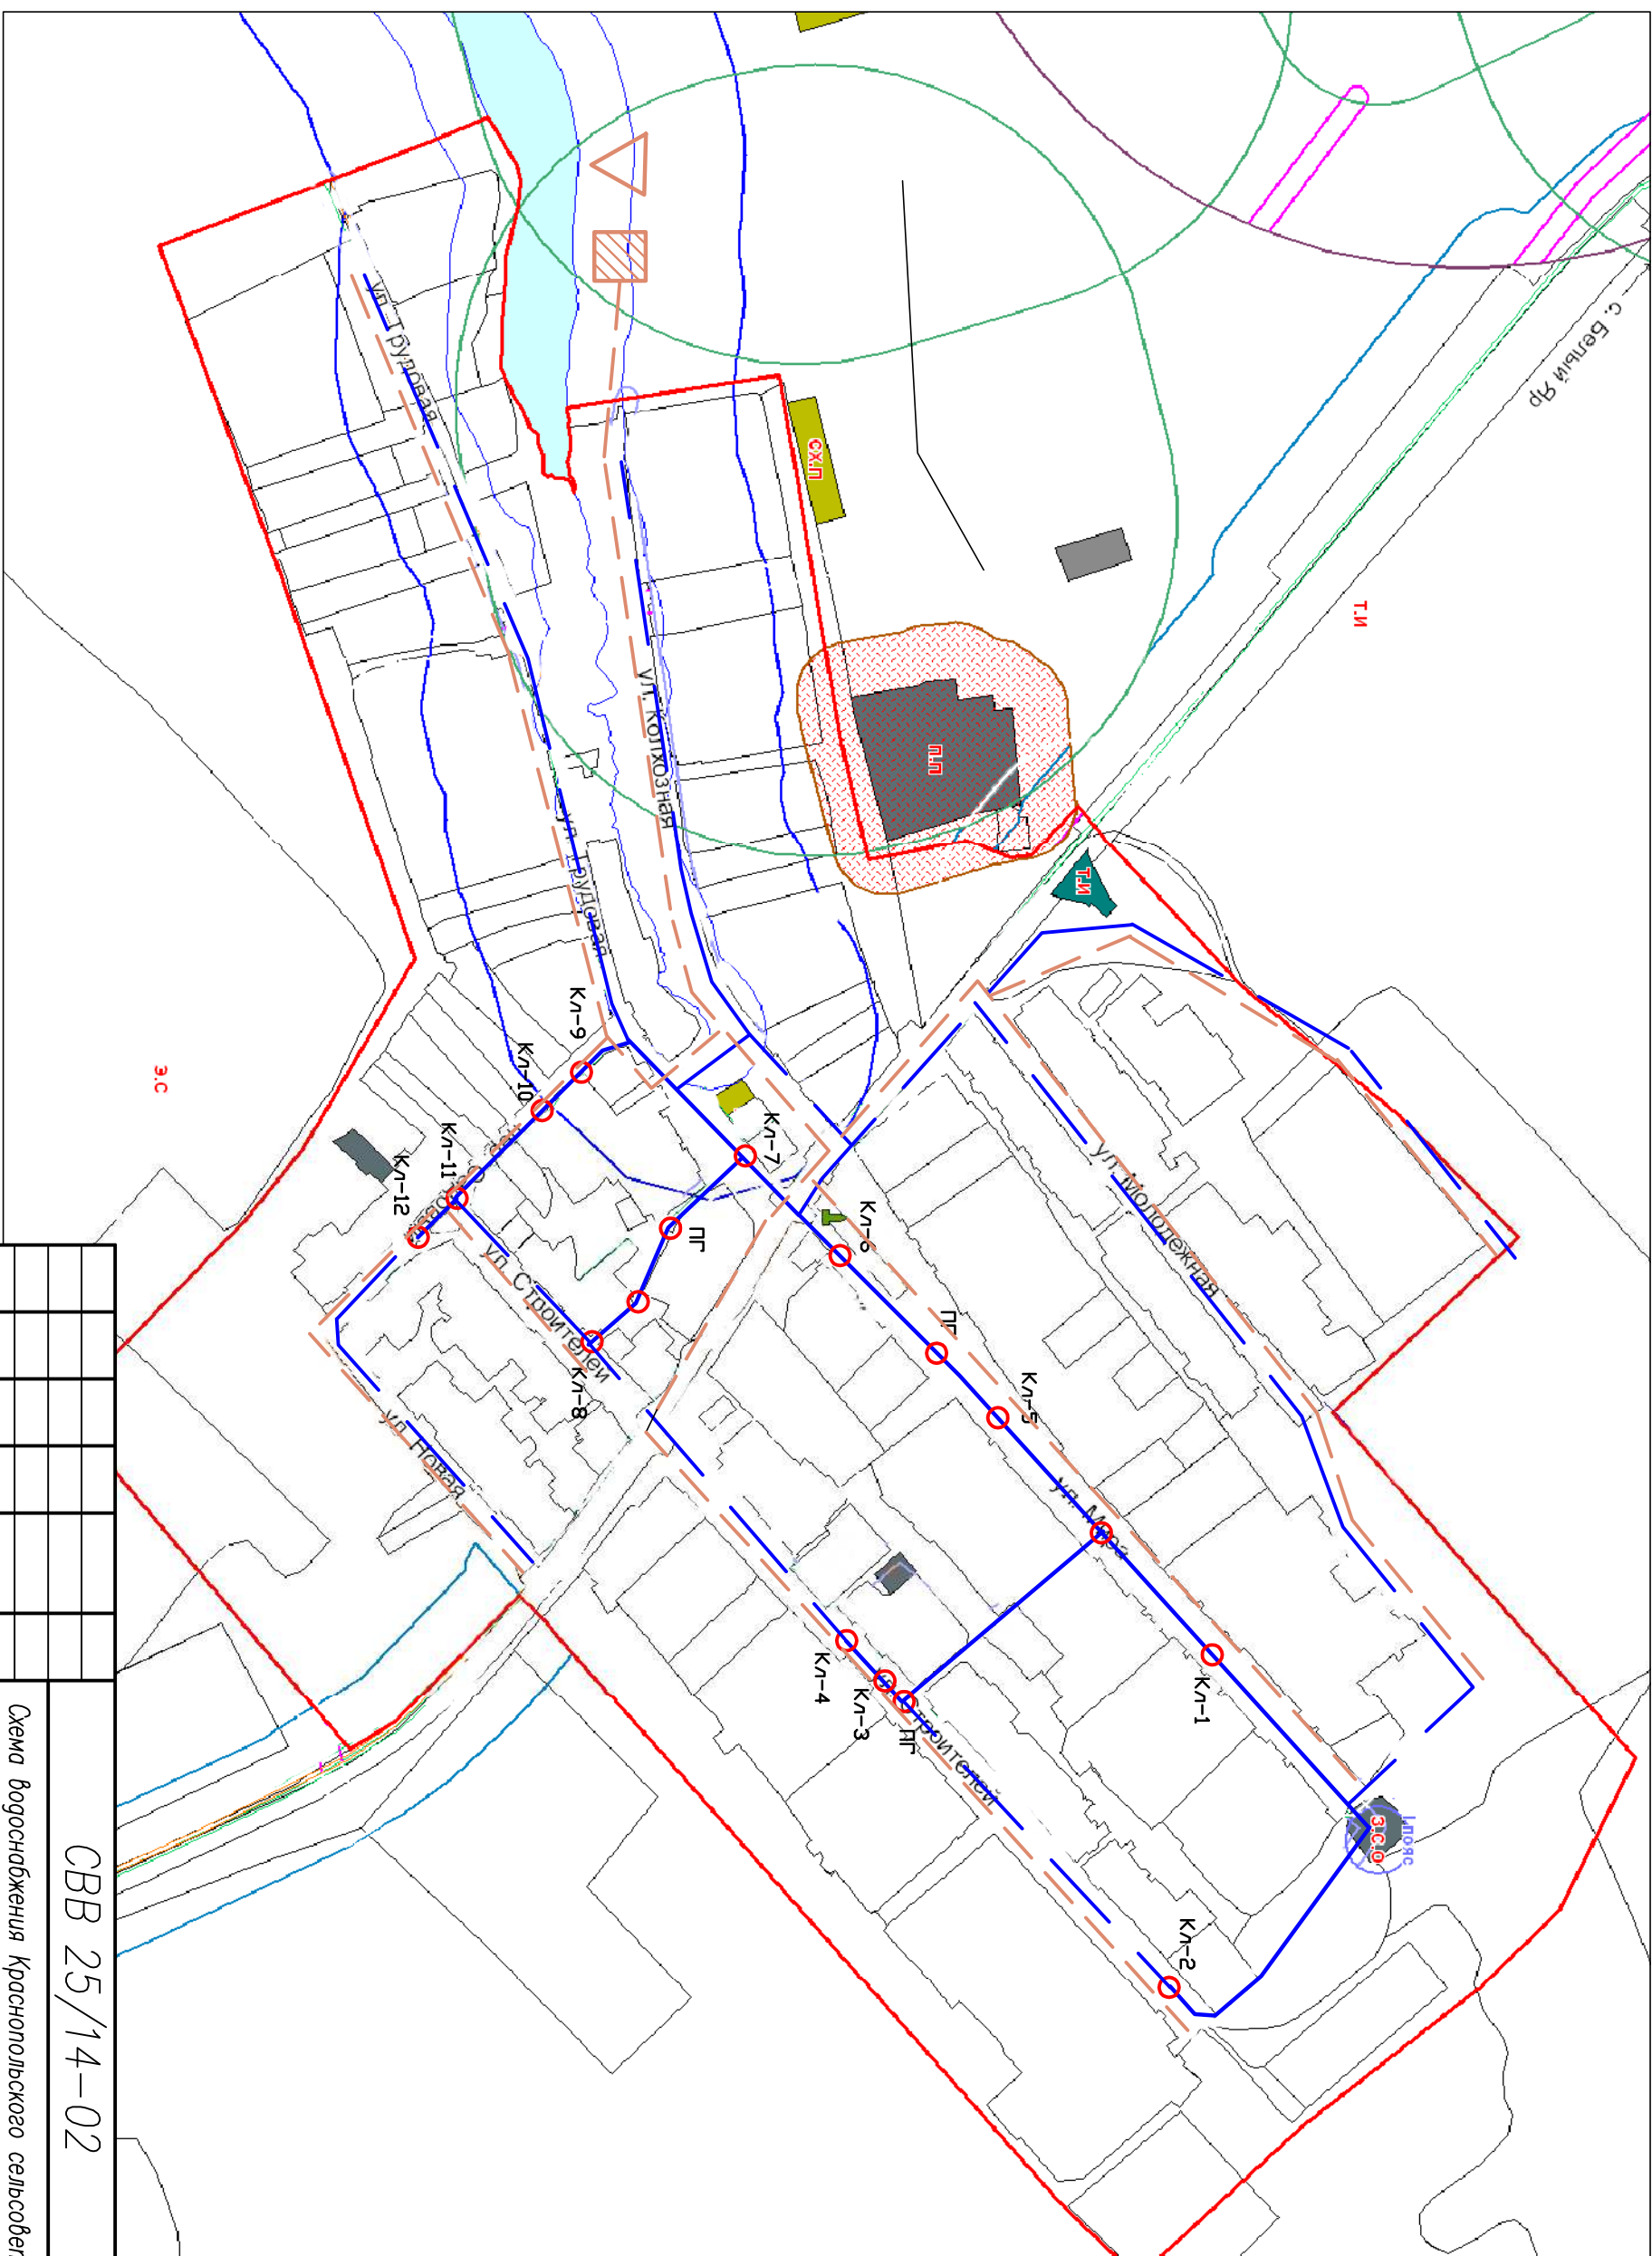 с. Белый Яр
т.и
сх.п
п.п
т.и
ул. Трудовая
ул. Колхозная
ул. Трудовая
ул. Молодежная
э.с
Кл-9
Кл-10
Кл-11
Кл-12
Кл-7
ПГ
Кл-6
ПГ
Кл-5
ул. Строителей
Кл-8
ул. Новая
ул. Мира
Кл-1
Кл-4
Кл-3
ПГ
ул. Строителей
I пояс
З.С.О
Кл-2
СВВ 25/14-02
Схема водоснабжения Краснопольского